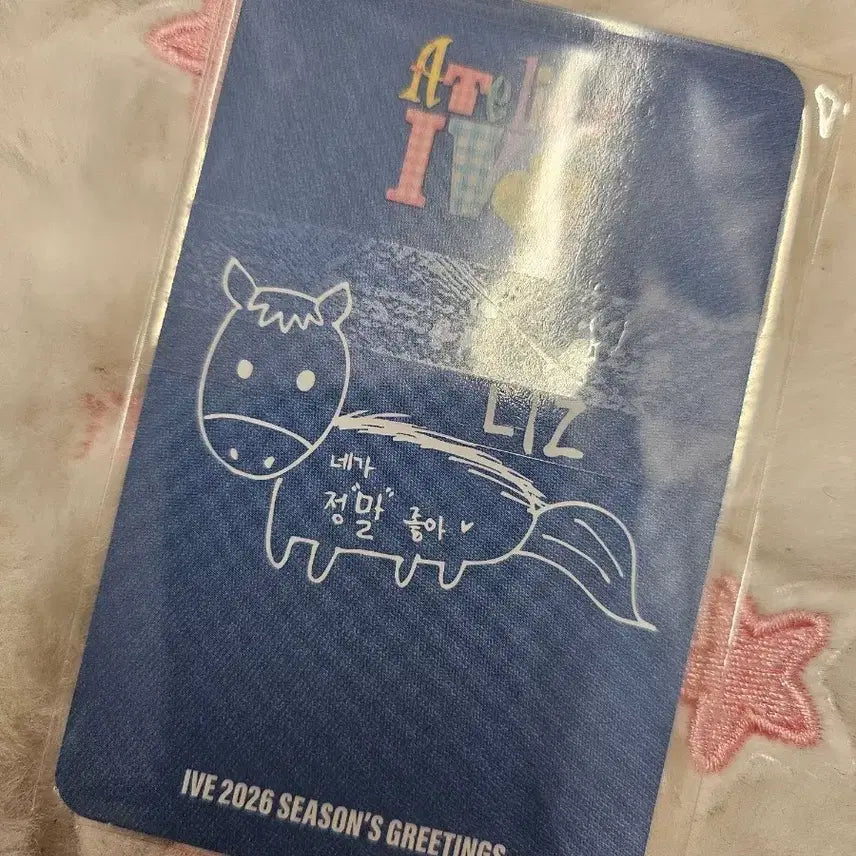 Atelier
IVE
LIZ
네가
정"말" 좋아 ♥
IVE 2026 SEASON'S GREETINGS